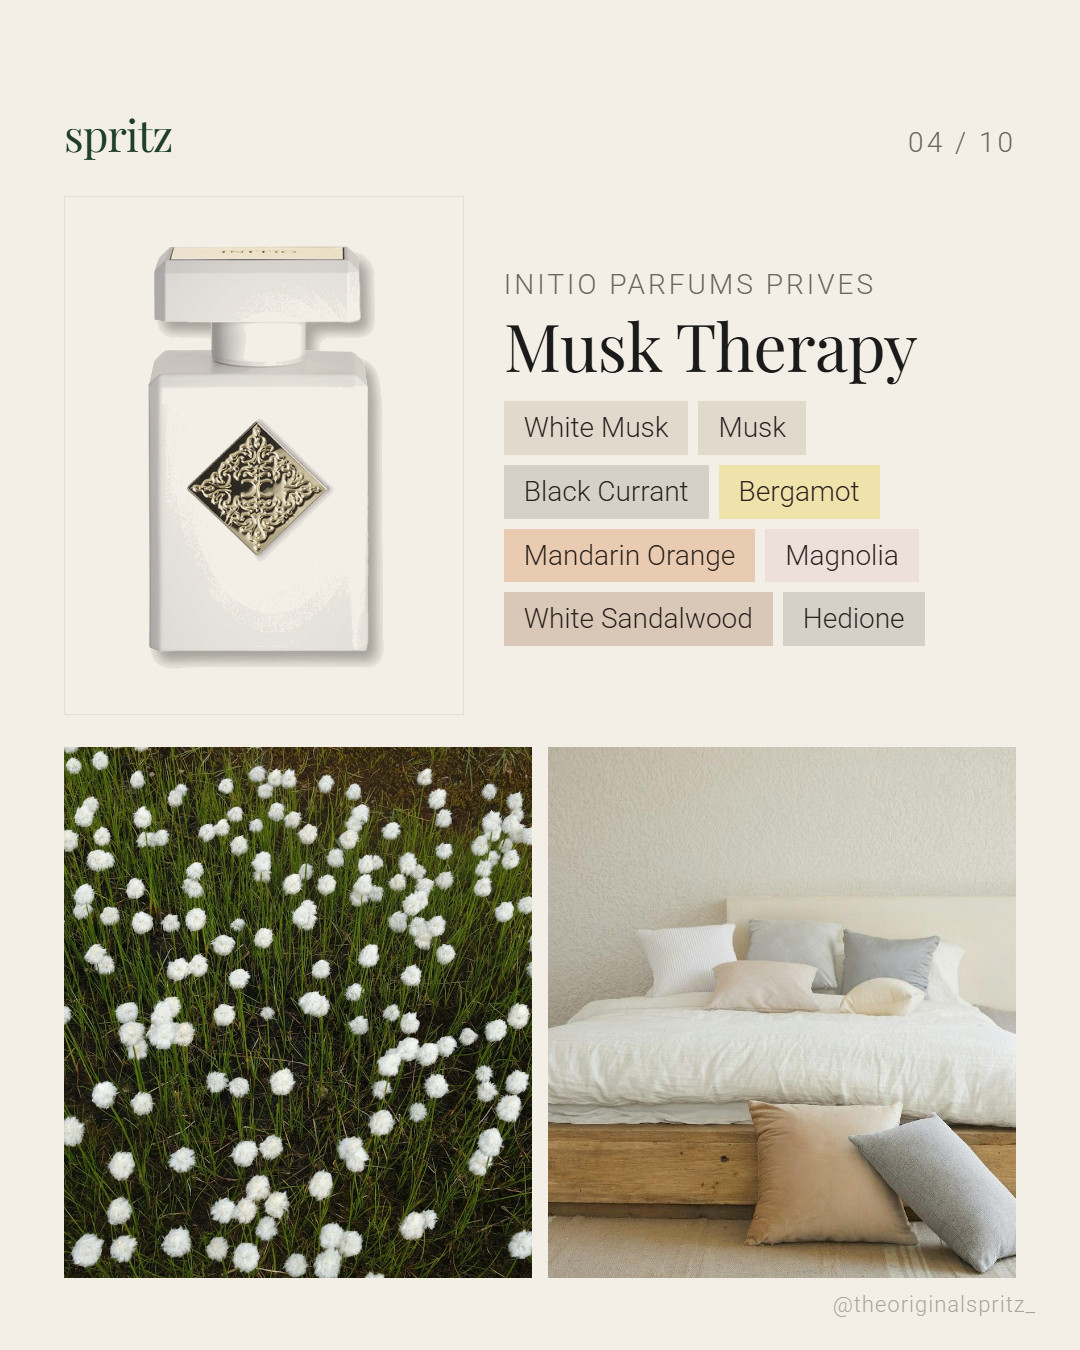 spritz
04 / 10
INITIO
INITIO PARFUMS PRIVES
Musk Therapy
White Musk
Musk
Black Currant
Bergamot
Mandarin Orange
Magnolia
White Sandalwood
Hedione
@theoriginalspritz_